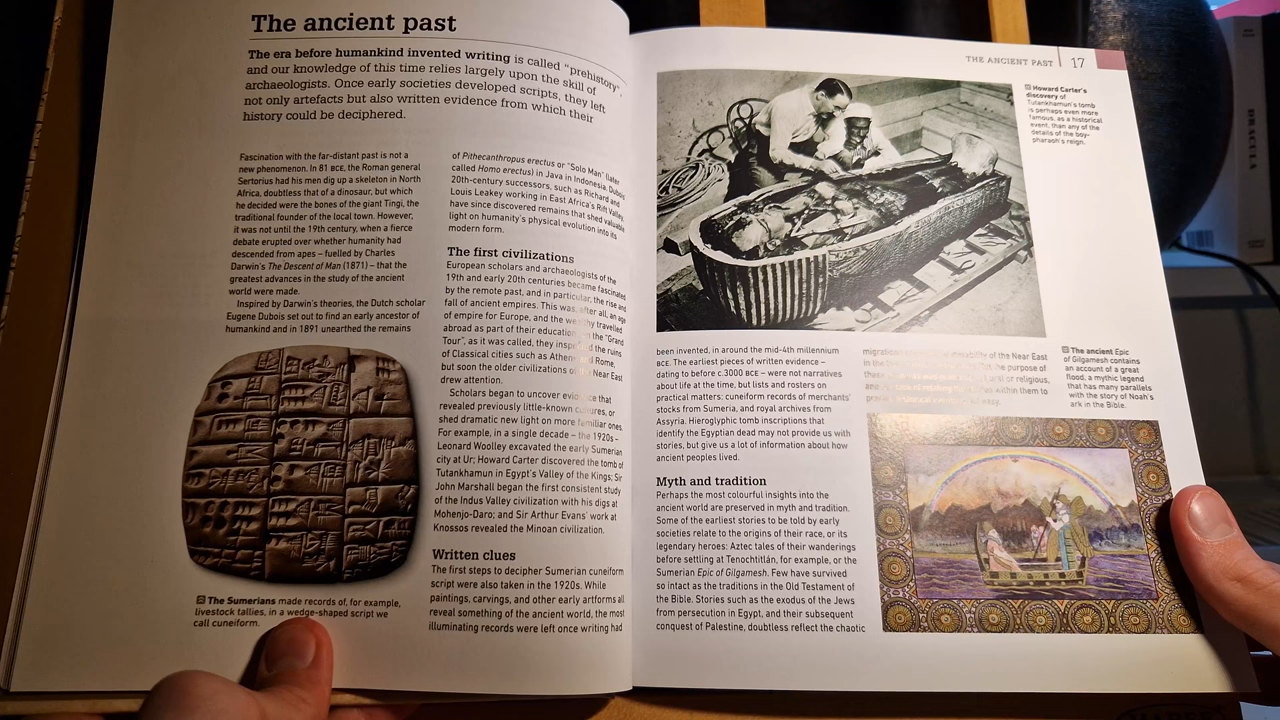 The ancient past
The era before humankind invented writing is called "prehistory",
and our knowledge of this time relies largely upon the skill of
archaeologists. Once early societies developed scripts, they left
not only artefacts but also written evidence from which their
history could be deciphered.
Fascination with the far-distant past is not a
new phenomenon. In 81 BCE, the Roman general
Sertorius had his men dig up a skeleton in North
Africa, doubtless that of a dinosaur, but which
he decided were the bones of the giant Tingi, the
traditional founder of the local town. However,
it was not until the 19th century, when a fierce
debate erupted over whether humanity had
descended from apes – fuelled by Charles
Darwin's The Descent of Man (1871) – that the
greatest advances in the study of the ancient
world were made.
Inspired by Darwin's theories, the Dutch scholar
Eugene Dubois set out to find an early ancestor of
humankind and in 1891 unearthed the remains
The Sumerians made records of, for example,
livestock tallies, in a wedge-shaped script we
call cuneiform.
of Pithecanthropus erectus or "Solo Man" (later
called Homo erectus) in Java in Indonesia. Dubois'
20th-century successors, such as Richard and
Louis Leakey working in East Africa's Rift Valley,
have since discovered remains that shed valuable
light on humanity's physical evolution into its
modern form.
The first civilizations
European scholars and archaeologists of the
19th and early 20th centuries became fascinated
by the remote past, and in particular, the rise and
fall of ancient empires. This was, after all, an age
of empire for Europe, and the wealthy travelled
abroad as part of their education on the "Grand
Tour", as it was called, they inspected the ruins
of Classical cities such as Athens and Rome,
but soon the older civilizations of the Near East
drew attention.
Scholars began to uncover evidence that
revealed previously little-known cultures, or
shed dramatic new light on more familiar ones.
For example, in a single decade – the 1920s –
Leonard Woolley excavated the early Sumerian
city at Ur; Howard Carter discovered the tomb of
Tutankhamun in Egypt's Valley of the Kings; Sir
John Marshall began the first consistent study
of the Indus Valley civilization with his digs at
Mohenjo-Daro; and Sir Arthur Evans' work at
Knossos revealed the Minoan civilization.
Written clues
The first steps to decipher Sumerian cuneiform
script were also taken in the 1920s. While
paintings, carvings, and other early artforms all
reveal something of the ancient world, the most
illuminating records were left once writing had
THE ANCIENT PAST 17
Howard Carter's
discovery of
Tutankhamun's tomb
is perhaps even more
famous, as a historical
event, than any of the
details of the boy-
pharaoh's reign.
been invented, in around the mid-4th millennium
BCE. The earliest pieces of written evidence –
dating to before c.3000 BCE – were not narratives
about life at the time, but lists and rosters on
practical matters: cuneiform records of merchants'
stocks from Sumeria, and royal archives from
Assyria. Hieroglyphic tomb inscriptions that
identify the Egyptian dead may not provide us with
stories, but give us a lot of information about how
ancient peoples lived.
Myth and tradition
Perhaps the most colourful insights into the
ancient world are preserved in myth and tradition.
Some of the earliest stories to be told by early
societies relate to the origins of their race, or its
legendary heroes: Aztec tales of their wanderings
before settling at Tenochtitlán, for example, or the
Sumerian Epic of Gilgamesh. Few have survived
so intact as the traditions in the Old Testament of
the Bible. Stories such as the exodus of the Jews
from persecution in Egypt, and their subsequent
conquest of Palestine, doubtless reflect the chaotic
of the Near East
in the the purpose of
these or religious,
and within them to
easy.
The ancient Epic
of Gilgamesh contains
an account of a great
flood, a mythic legend
that has many parallels
with the story of Noah's
ark in the Bible.
DRACULA